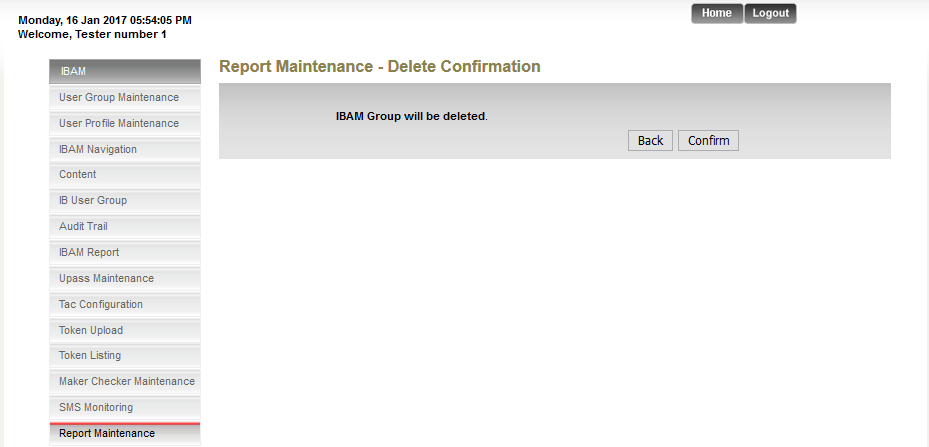 Monday, 16 Jan 2017 05:54:05 PM
Welcome, Tester number 1
Home
Logout
IBAM
User Group Maintenance
User Profile Maintenance
IBAM Navigation
Content
IB User Group
Audit Trail
IBAM Report
Upass Maintenance
Tac Configuration
Token Upload
Token Listing
Maker Checker Maintenance
SMS Monitoring
Report Maintenance
Report Maintenance - Delete Confirmation
IBAM Group will be deleted.
Back
Confirm